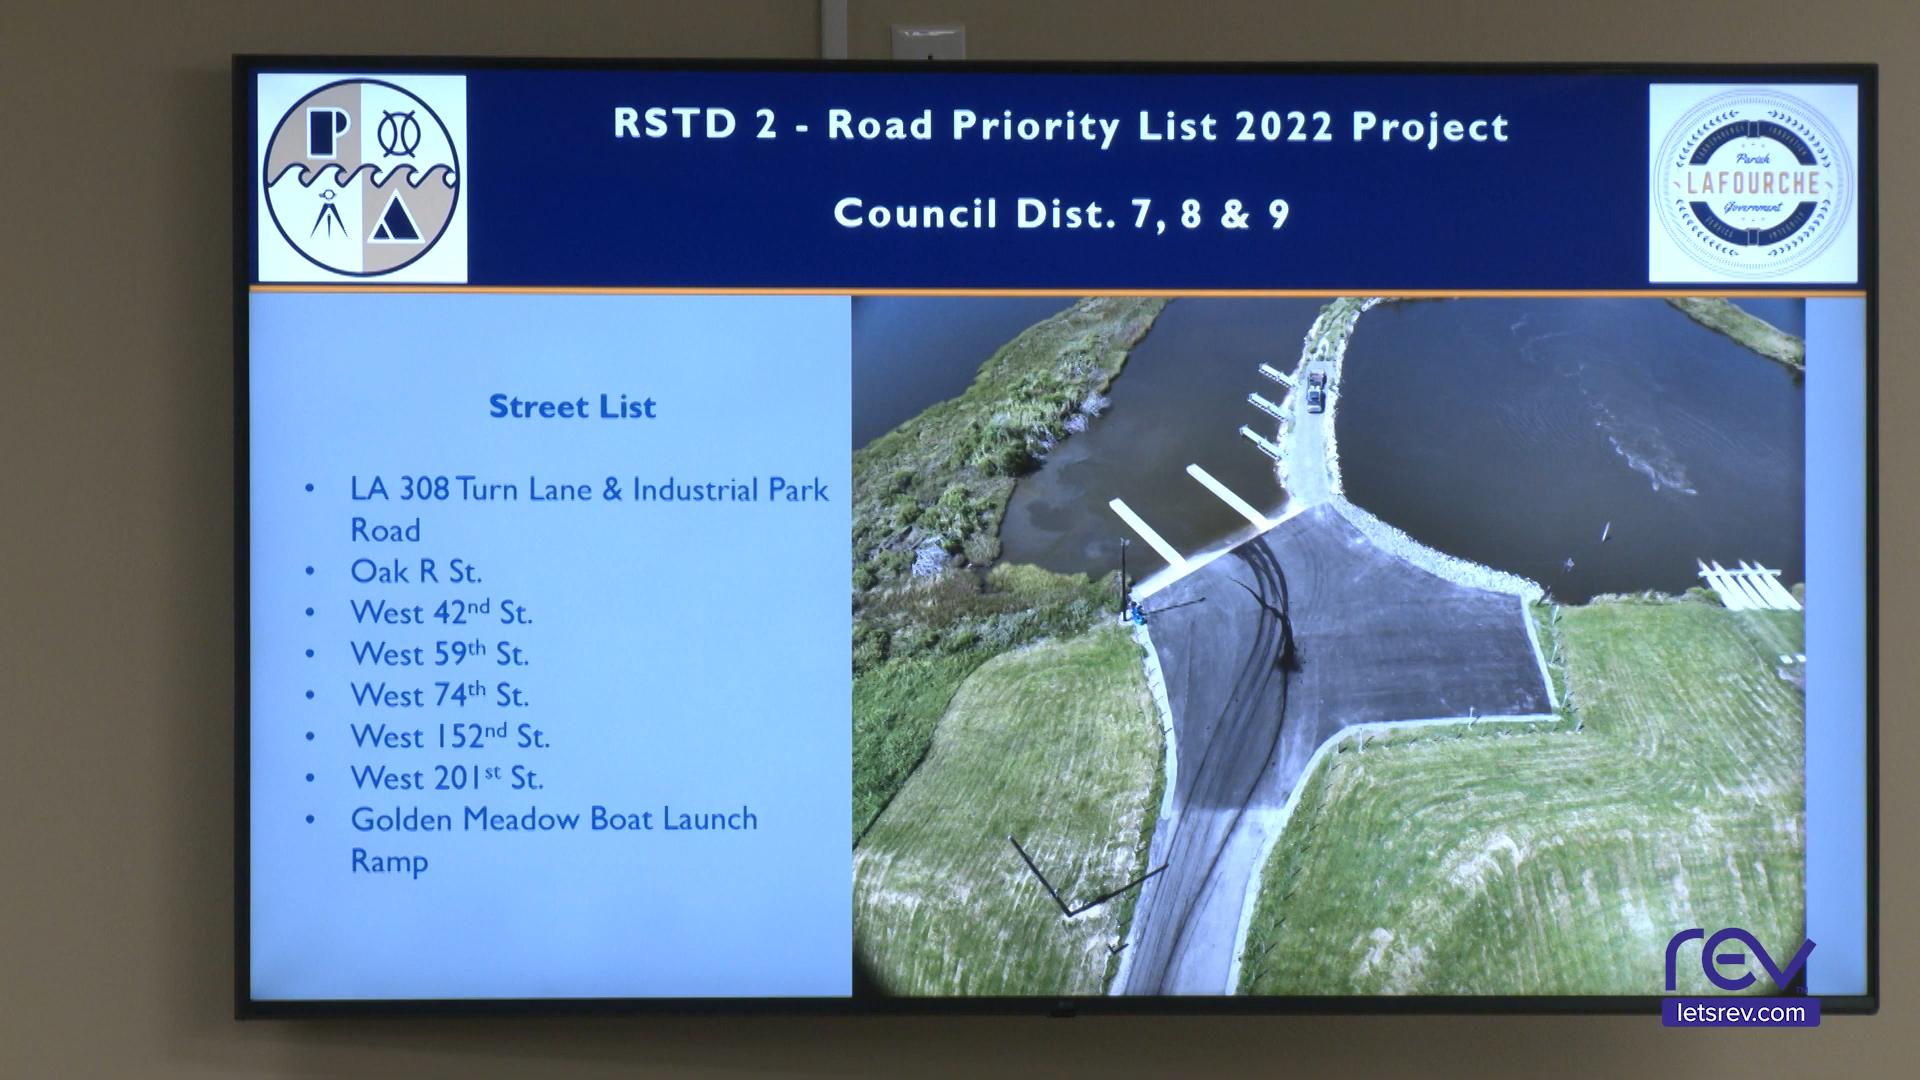 RSTD 2 - Road Priority List 2022 Project
Council Dist. 7, 8 & 9
Parish
LAFOURCHE
Government
Street List
• LA 308 Turn Lane & Industrial Park
Road
• Oak R St.
• West 42nd St.
• West 59th St.
• West 74th St.
• West 152nd St.
• West 201st St.
• Golden Meadow Boat Launch
Ramp
rev
letsrev.com